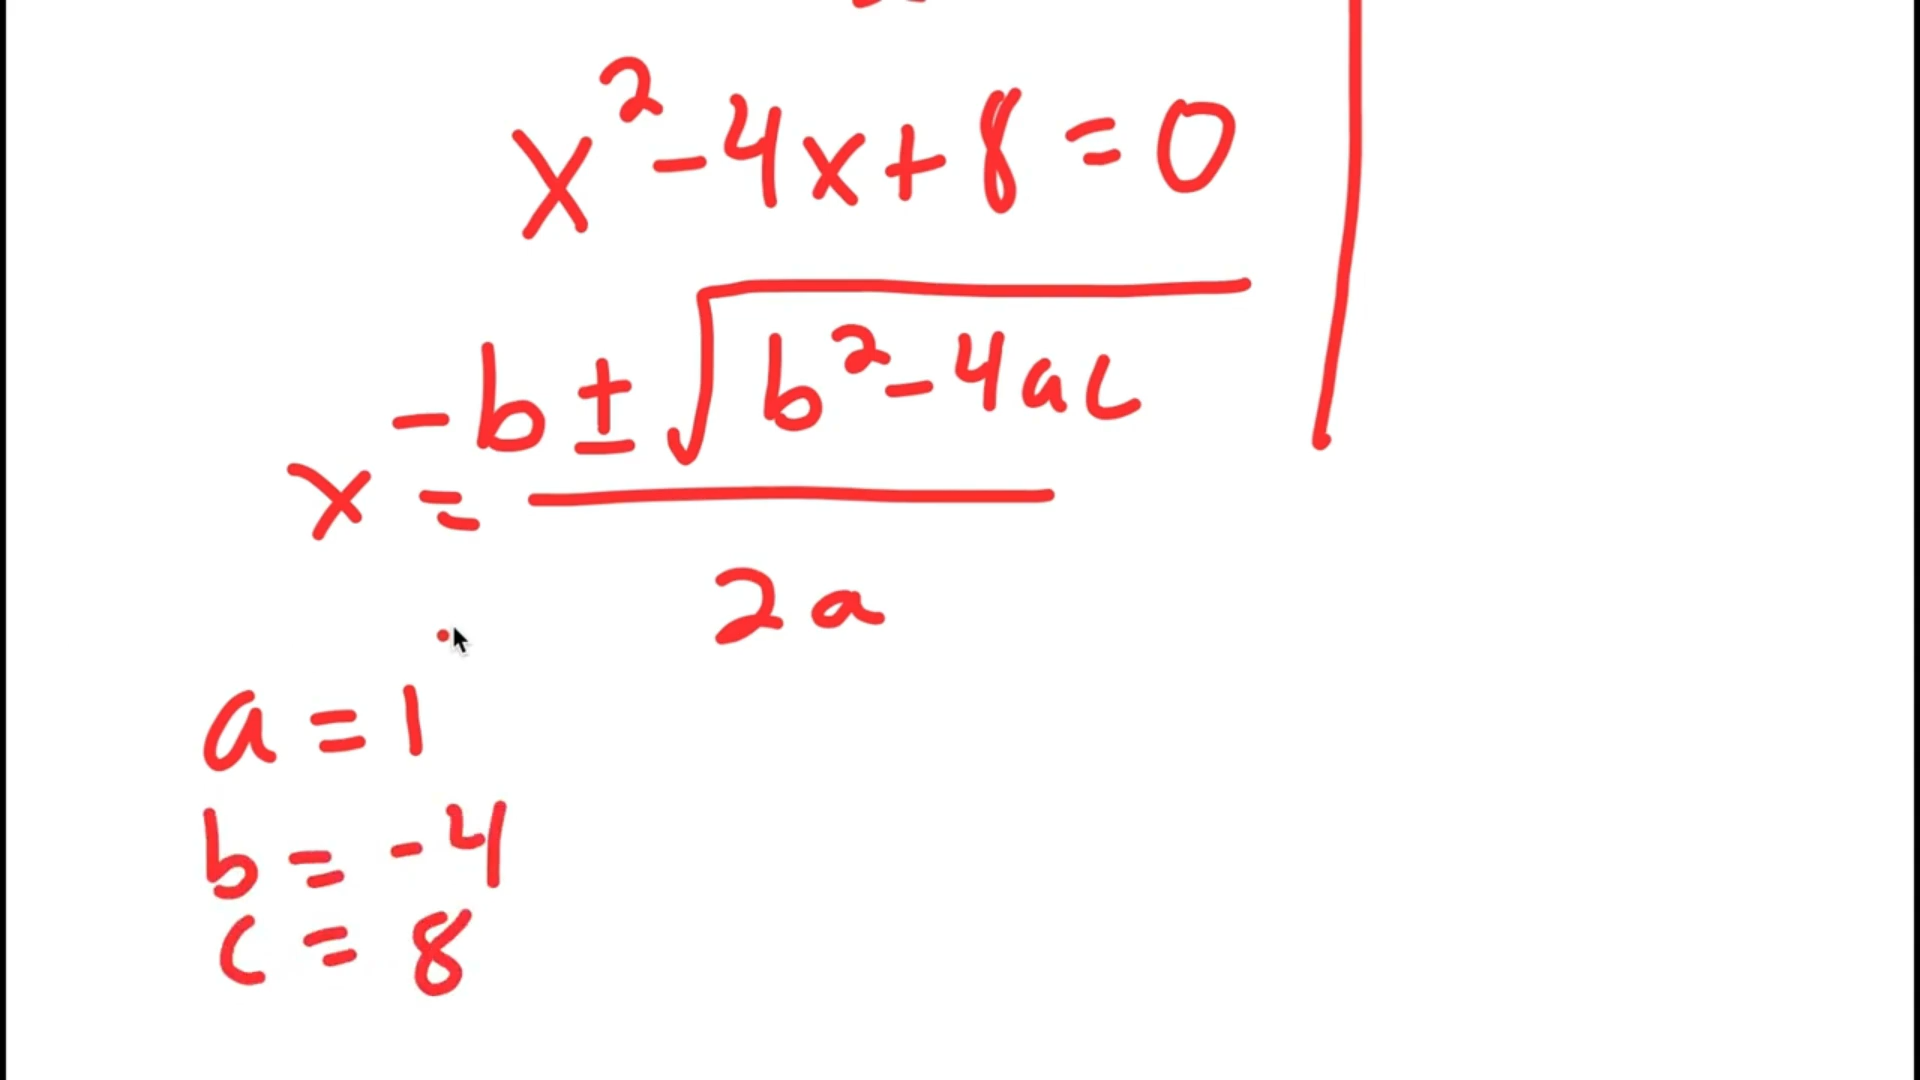 x² - 4x + 8 = 0
x = (-b ± √(b² - 4ac)) / 2a
a = 1
b = -4
c = 8